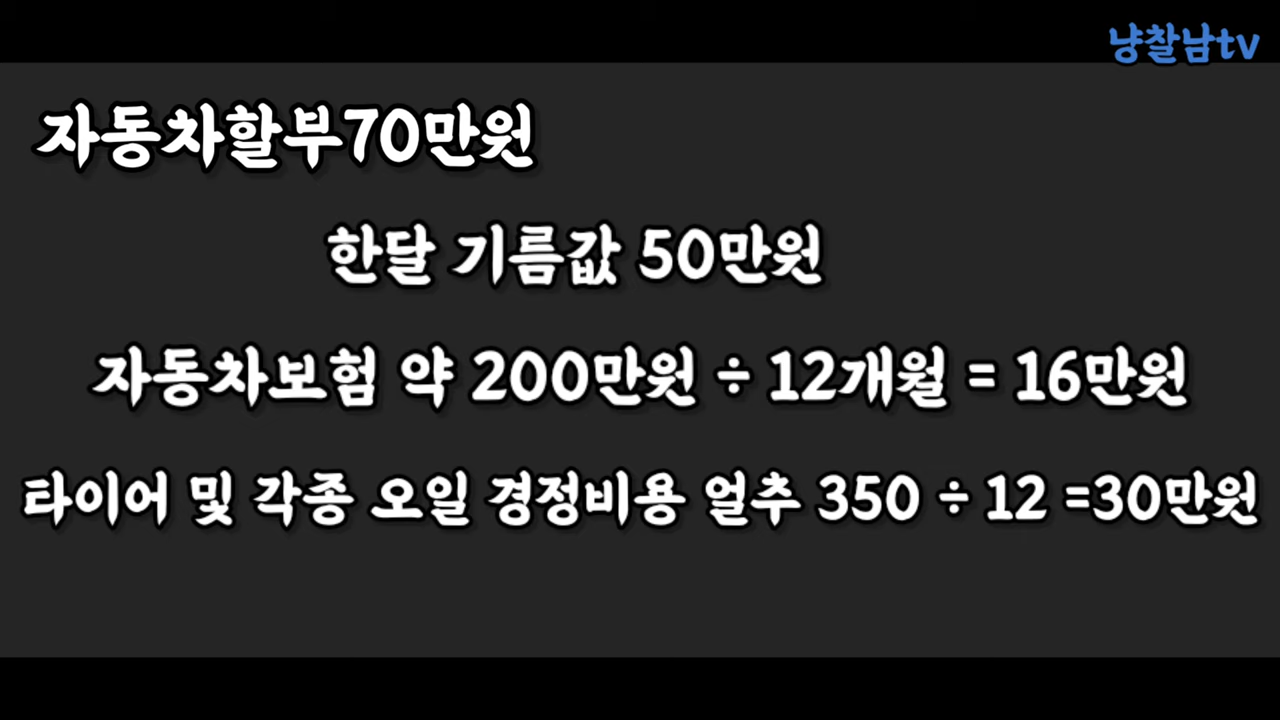 냥찰남tv
자동차할부70만원
한달 기름값 50만원
자동차보험 약 200만원 ÷ 12개월 = 16만원
타이어 및 각종 오일 경정비용 얼추 350 ÷ 12 =30만원